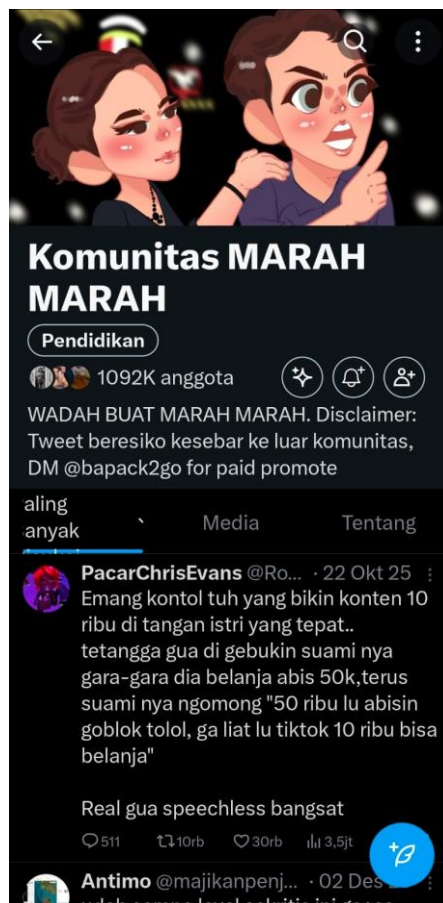 Komunitas MARAH
MARAH
Pendidikan
1092K anggota
WADAH BUAT MARAH MARAH. Disclaimer:
Tweet beresiko kesebar ke luar komunitas,
DM @bapack2go for paid promote
aling
anyak
Media
Tentang
PacarChrisEvans @Ro... · 22 Okt 25
Emang kontol tuh yang bikin konten 10
ribu di tangan istri yang tepat..
tetangga gua di gebukin suami nya
gara-gara dia belanja abis 50k,terus
suami nya ngomong "50 ribu lu abisin
goblok tolol, ga liat lu tiktok 10 ribu bisa
belanja"
Real gua speechless bangsat
511 10rb 30rb 3,5jt
Antimo @majikanpenj... · 02 Des